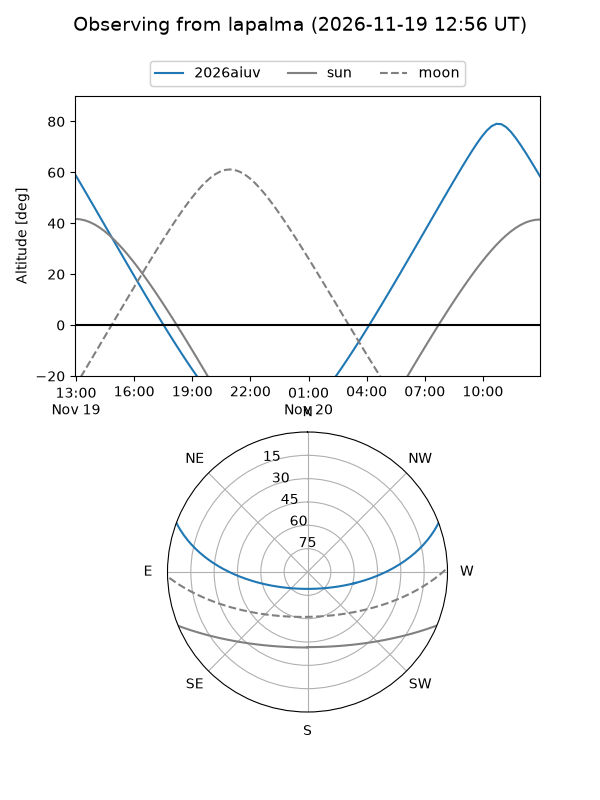 Observing from lapalma (2026-11-19 12:56 UT)
2026aiuv sun moon
Altitude [deg]
80
60
40
20
0
−20
13:00 16:00 19:00 22:00 01:00 04:00 07:00 10:00
Nov 19 Nov 20
N
NE NW
15
30
45
60
75
E W
SE SW
S